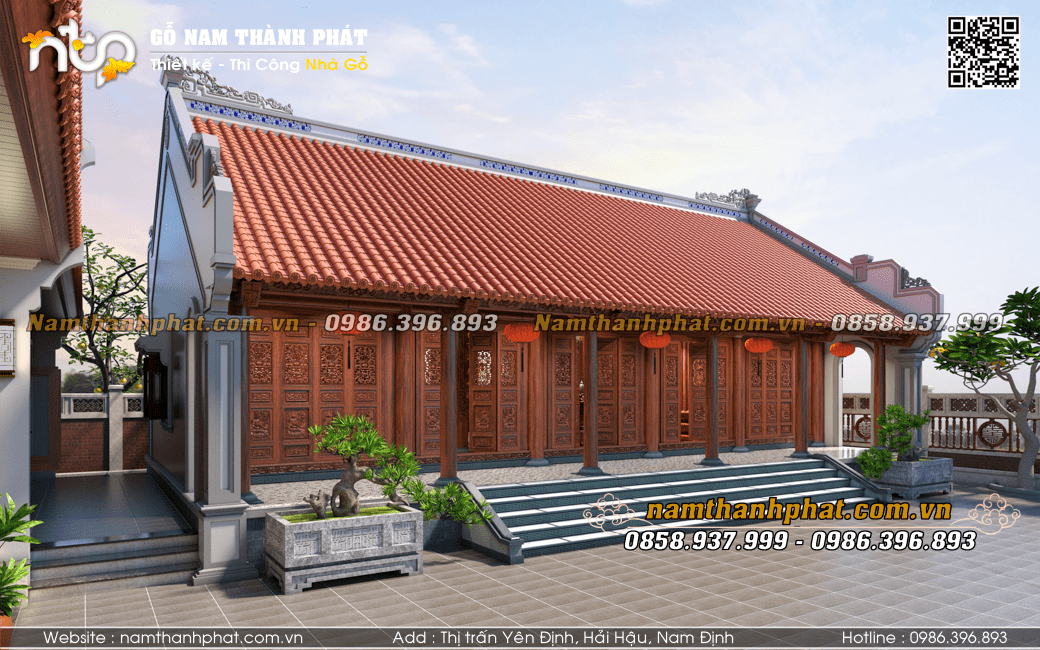 ntp
GỖ NAM THÀNH PHÁT
Thiết kế - Thi Công Nhà Gỗ
Namthanhphat.com.vn - 0986.396.893
Namthanhphat.com.vn - 0858.937.999
namthanhphat.com.vn
0858.937.999 - 0986.396.893
Website : namthanhphat.com.vn
Add : Thị trấn Yên Định, Hải Hậu, Nam Định
Hotline : 0986.396.893